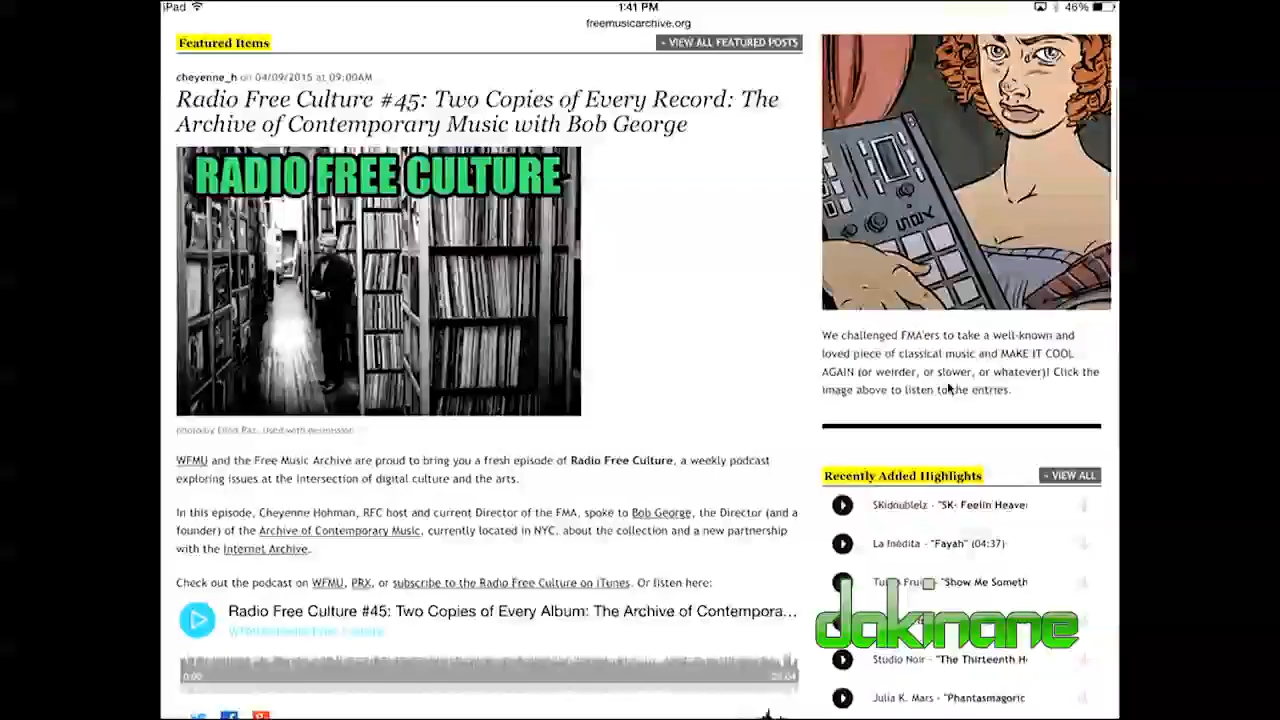 iPad 1:41 PM 46%
freemusicarchive.org
Featured Items
» VIEW ALL FEATURED POSTS
cheyenne_h on 04/09/2015 at 09:00AM
Radio Free Culture #45: Two Copies of Every Record: The
Archive of Contemporary Music with Bob George
RADIO FREE CULTURE
photo by Used with permission
WFMU and the Free Music Archive are proud to bring you a fresh episode of Radio Free Culture, a weekly podcast
exploring issues at the intersection of digital culture and the arts.
In this episode, Cheyenne Hohman, RFC host and current Director of the FMA, spoke to Bob George, the Director (and a
founder) of the Archive of Contemporary Music, currently located in NYC, about the collection and a new partnership
with the Internet Archive.
Check out the podcast on WFMU, PRX, or subscribe to the Radio Free Culture on iTunes. Or listen here:
Radio Free Culture #45: Two Copies of Every Album: The Archive of Contempora...
0:00
We challenged FMA'ers to take a well-known and
loved piece of classical music and MAKE IT COOL
AGAIN (or weirder, or slower, or whatever)! Click the
image above to listen to the entries.
Recently Added Highlights
» VIEW ALL
SKidoublelz - "SK- Feelin Heave
La Inédita - "Fayah" (04:37)
"Show Me Someth
dakinane
Studio Noir - "The Thirteenth H
Julia K. Mars - "Phantasmagoric